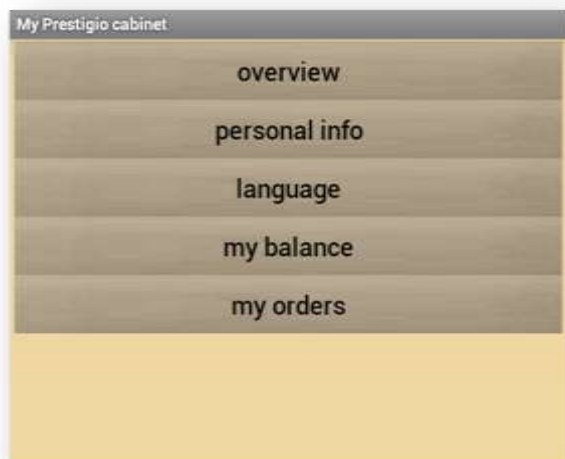 My Prestigio cabinet
overview
personal info
language
my balance
my orders